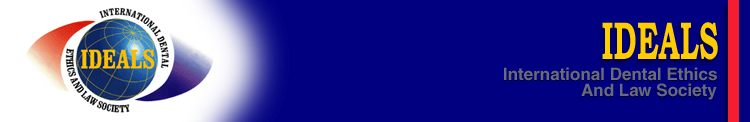 INTERNATIONAL DENTAL
IDEALS
ETHICS AND LAW SOCIETY
IDEALS
International Dental Ethics
And Law Society